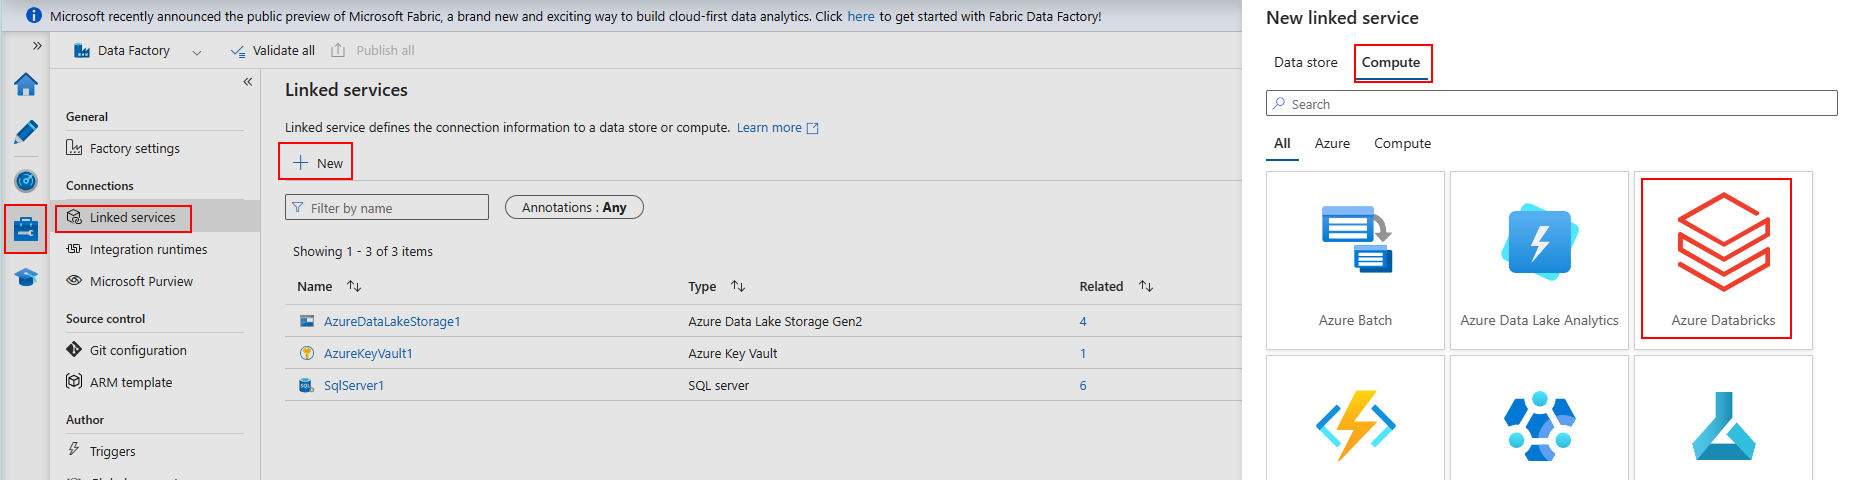 Microsoft recently announced the public preview of Microsoft Fabric, a brand new and exciting way to build cloud-first data analytics. Click here to get started with Fabric Data Factory!
Data Factory
Validate all
Publish all
General
Factory settings
Connections
Linked services
Integration runtimes
Microsoft Purview
Source control
Git configuration
ARM template
Author
Triggers
Linked services
Linked service defines the connection information to a data store or compute. Learn more
New
Filter by name
Annotations : Any
Showing 1 - 3 of 3 items
Name Type Related
AzureDataLakeStorage1 Azure Data Lake Storage Gen2 4
AzureKeyVault1 Azure Key Vault 1
SqlServer1 SQL server 6
New linked service
Data store Compute
Search
All Azure Compute
Azure Batch
Azure Data Lake Analytics
Azure Databricks